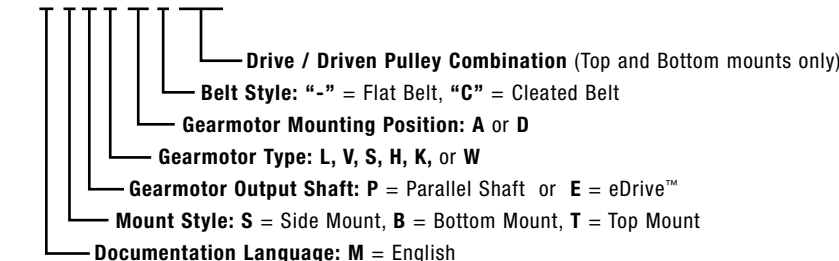 Drive / Driven Pulley Combination (Top and Bottom mounts only)
Belt Style: “-” = Flat Belt, “C” = Cleated Belt
Gearmotor Mounting Position: A or D
Gearmotor Type: L, V, S, H, K, or W
Gearmotor Output Shaft: P = Parallel Shaft or E = eDrive™
Mount Style: S = Side Mount, B = Bottom Mount, T = Top Mount
Documentation Language: M = English